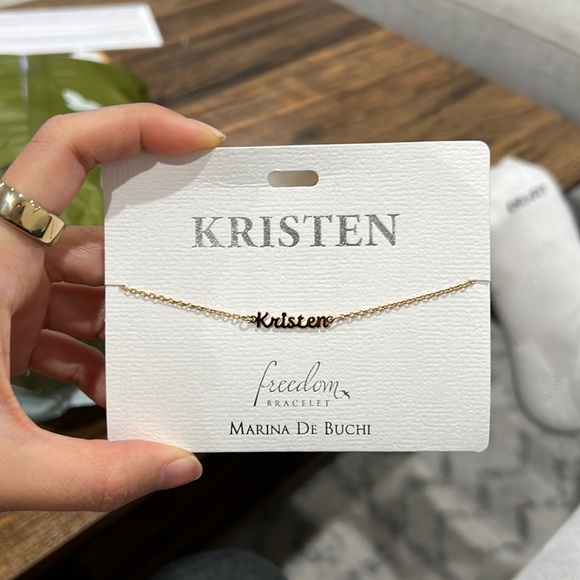 KRISTEN
Kristen
freedom
BRACELET
MARINA DE BUCHI